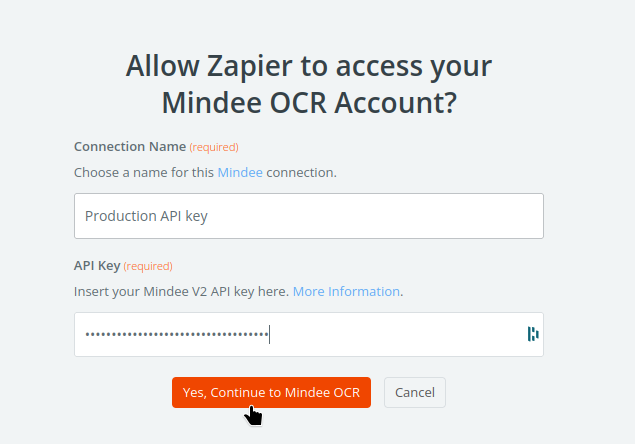 Allow Zapier to access your
Mindee OCR Account?
Connection Name (required)
Choose a name for this Mindee connection.
Production API key
API Key (required)
Insert your Mindee V2 API key here. More Information.
Yes, Continue to Mindee OCR
Cancel